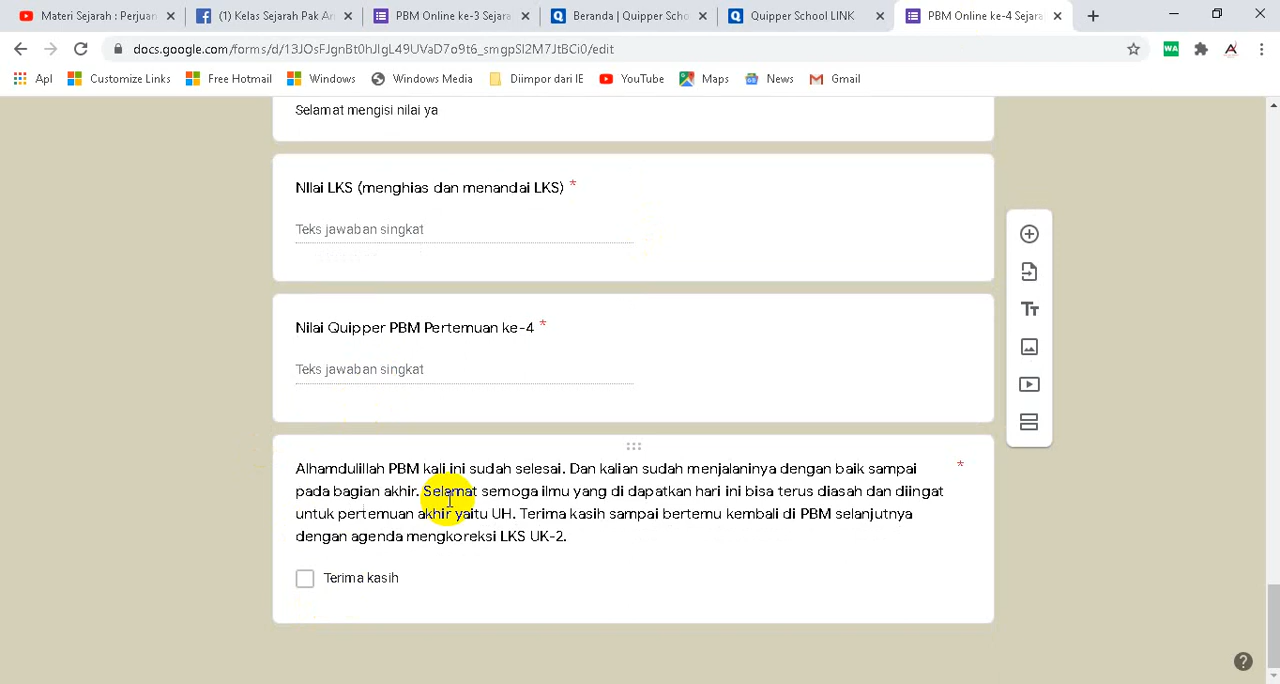 Materi Sejarah : Perjuan
(20+) Sejarah Feed An
PBM Online ke-3 Sejara
Beranda | Quipper Scho
Quipper School LINK
PBM Online ke-4 Sejara
docs.google.com/forms/d/13JOsFJgnBt0hJIgL49UVaD7o9to_smgpSl2M7JtBCi0/edit
WA
Apl
Customize Links
Free Hotmail
Windows
Windows Media
Diimpor dari IE
YouTube
Maps
News
Gmail
Selamat mengisi nilai ya
NIlai LKS (menghias dan menandai LKS) *
Teks jawaban singkat
Nilai Quipper PBM Pertemuan ke-4 *
Teks jawaban singkat
Alhamdulillah PBM kali ini sudah selesai. Dan kalian sudah menjalaninya dengan baik sampai *
pada bagian akhir. Selamat semoga ilmu yang di dapatkan hari ini bisa terus diasah dan diingat
untuk pertemuan akhir yaitu UH. Terima kasih sampai bertemu kembali di PBM selanjutnya
dengan agenda mengkoreksi LKS UK-2.
Terima kasih